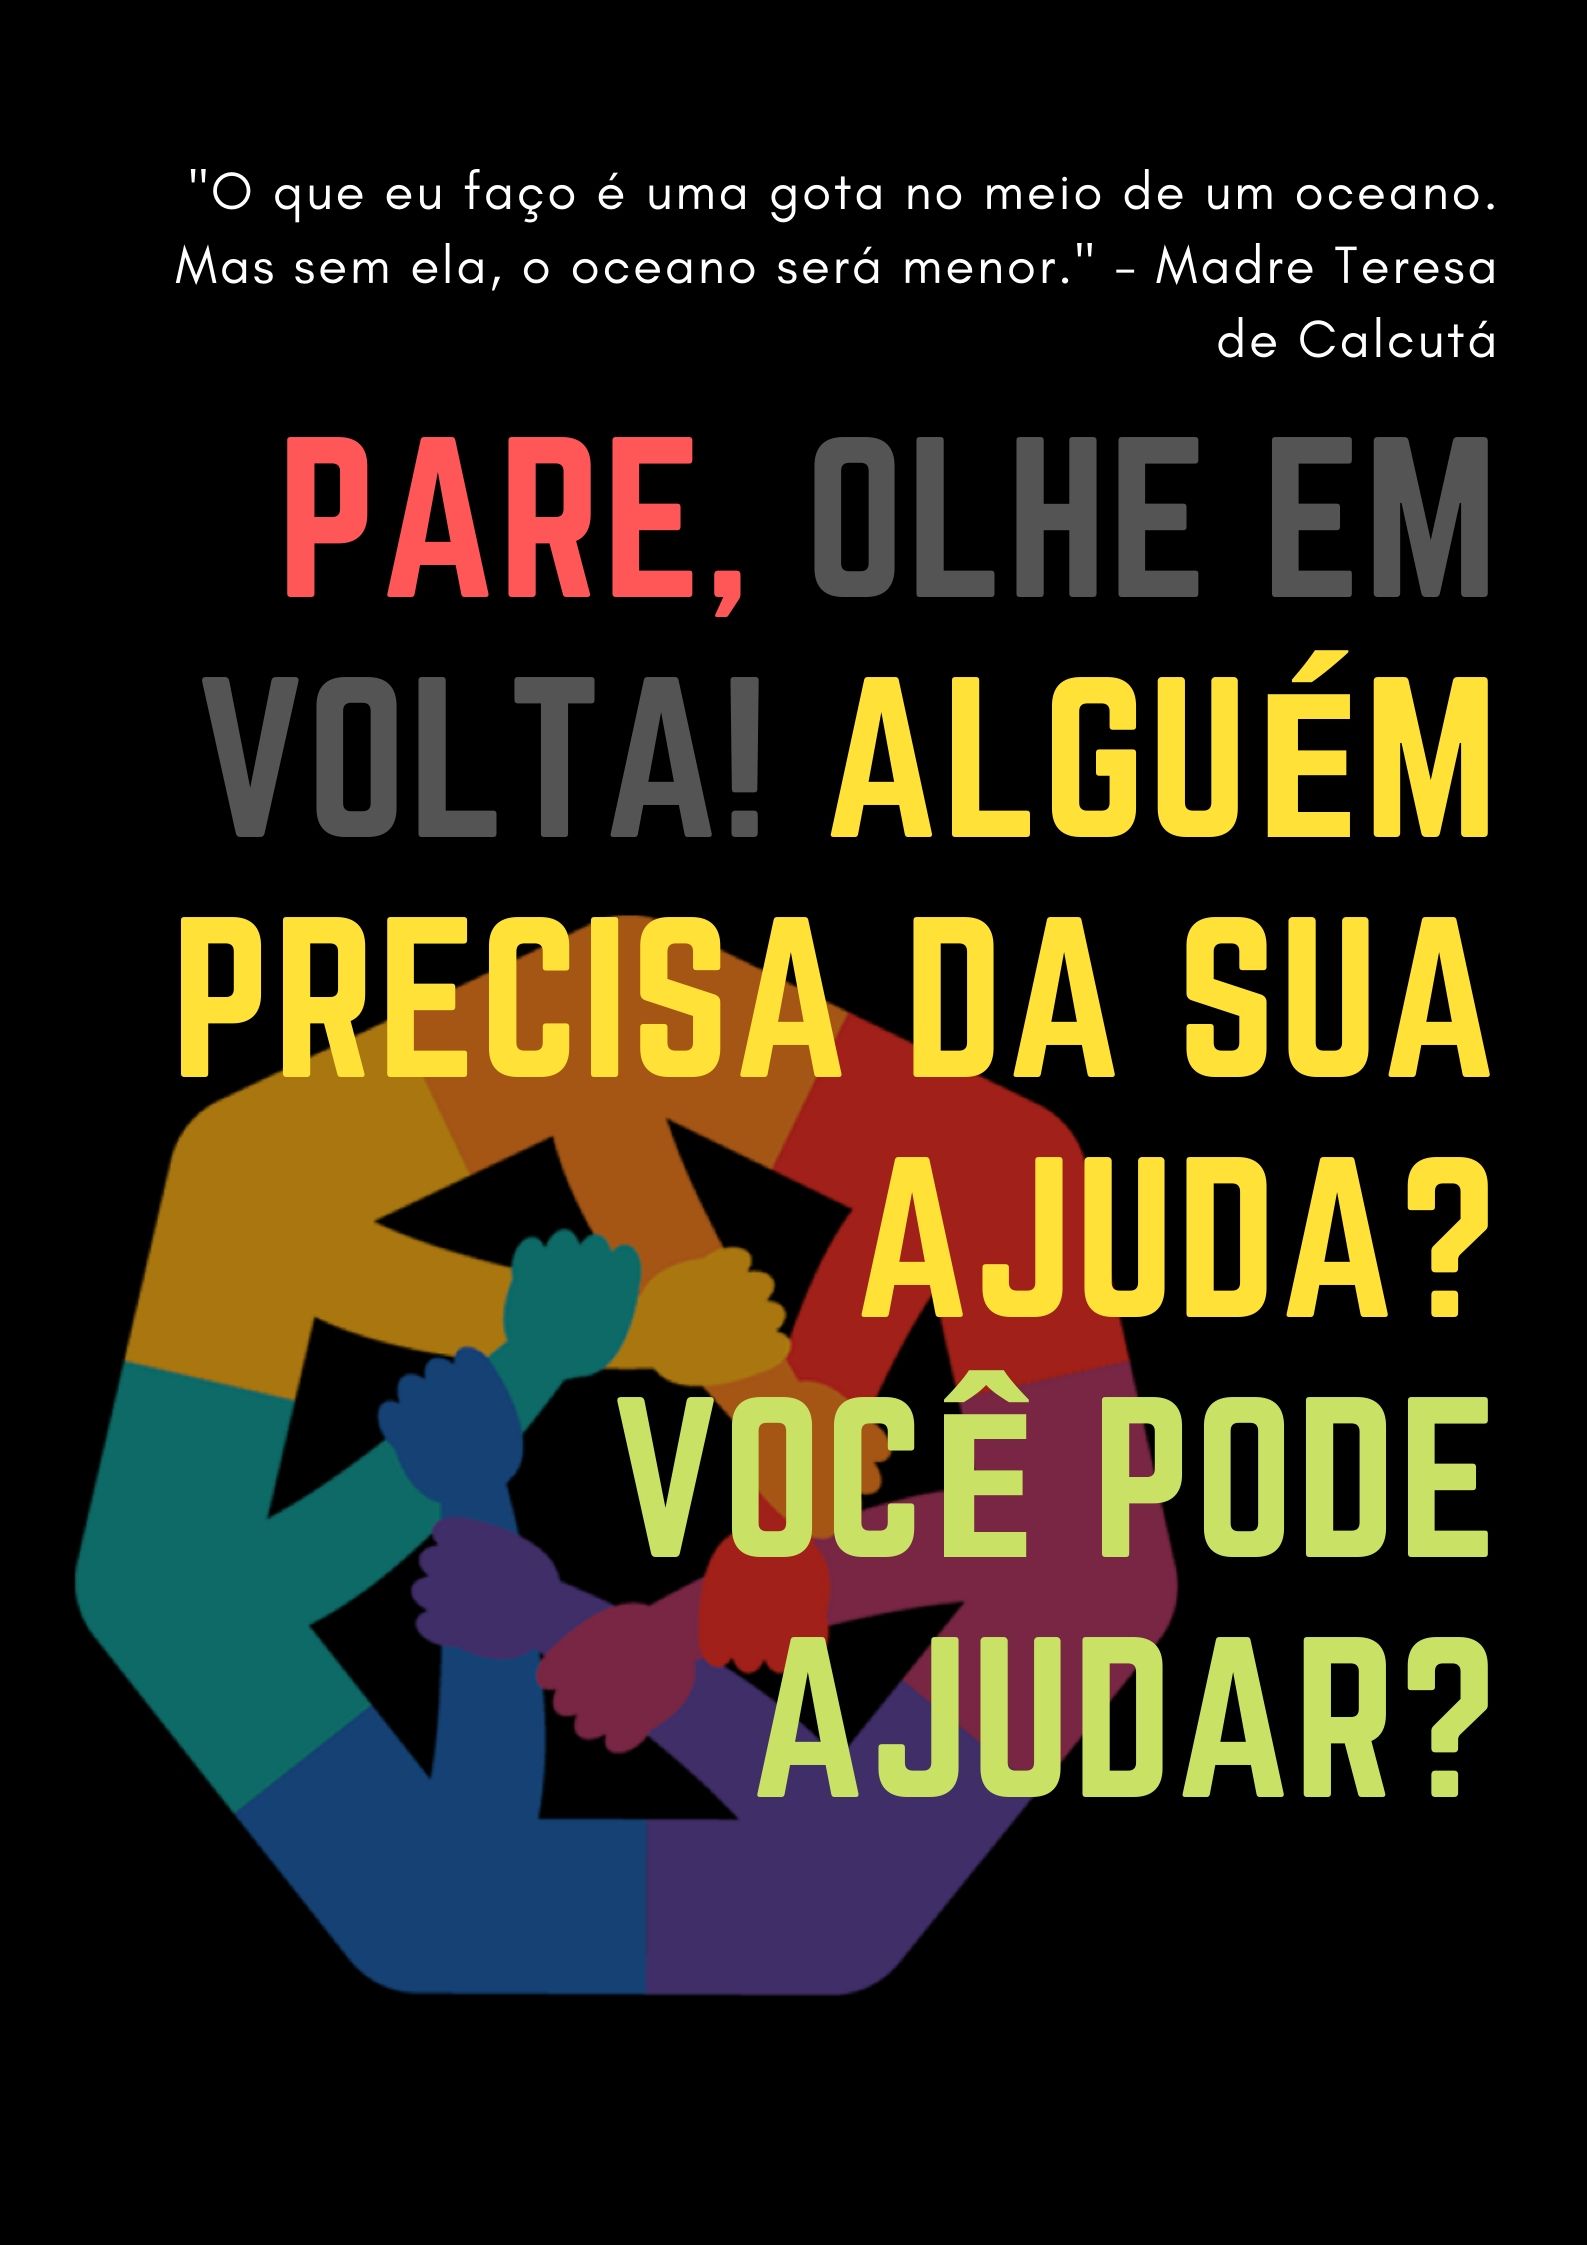 "O que eu faço é uma gota no meio de um oceano.
Mas sem ela, o oceano será menor." - Madre Teresa
de Calcutá
PARE, OLHE EM
VOLTA! ALGUÉM
PRECISA DA SUA
AJUDA?
VOCÊ PODE
AJUDAR?